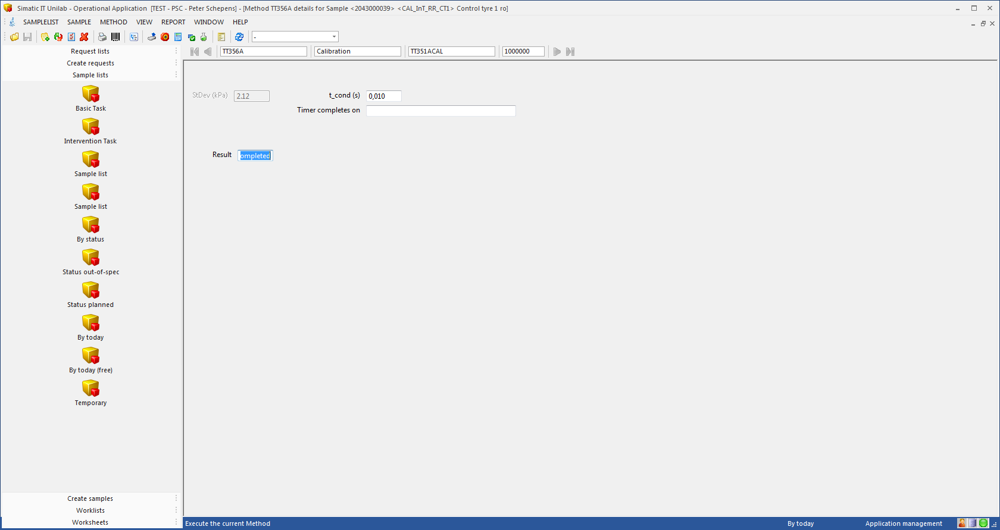 Simatic IT Unilab - Operational Application [TEST - PSC - Peter Schepens] - [Method TT356A details for Sample <2043000039> <CAL_InT_RR_CT1> Control tyre 1 ro]
SAMPLELIST SAMPLE METHOD VIEW REPORT WINDOW HELP
-
Request lists
Create requests
Sample lists
Basic Task
Intervention Task
Sample list
Sample list
By status
Status out-of-spec
Status planned
By today
By today (free)
Temporary
Create samples
Worklists
Worksheets
TT356A Calibration TT351ACAL 1000000
StDev (kPa) 2.12 t_cond (s) 0,010
Timer completes on
Result ompleted
Execute the current Method By today Application management